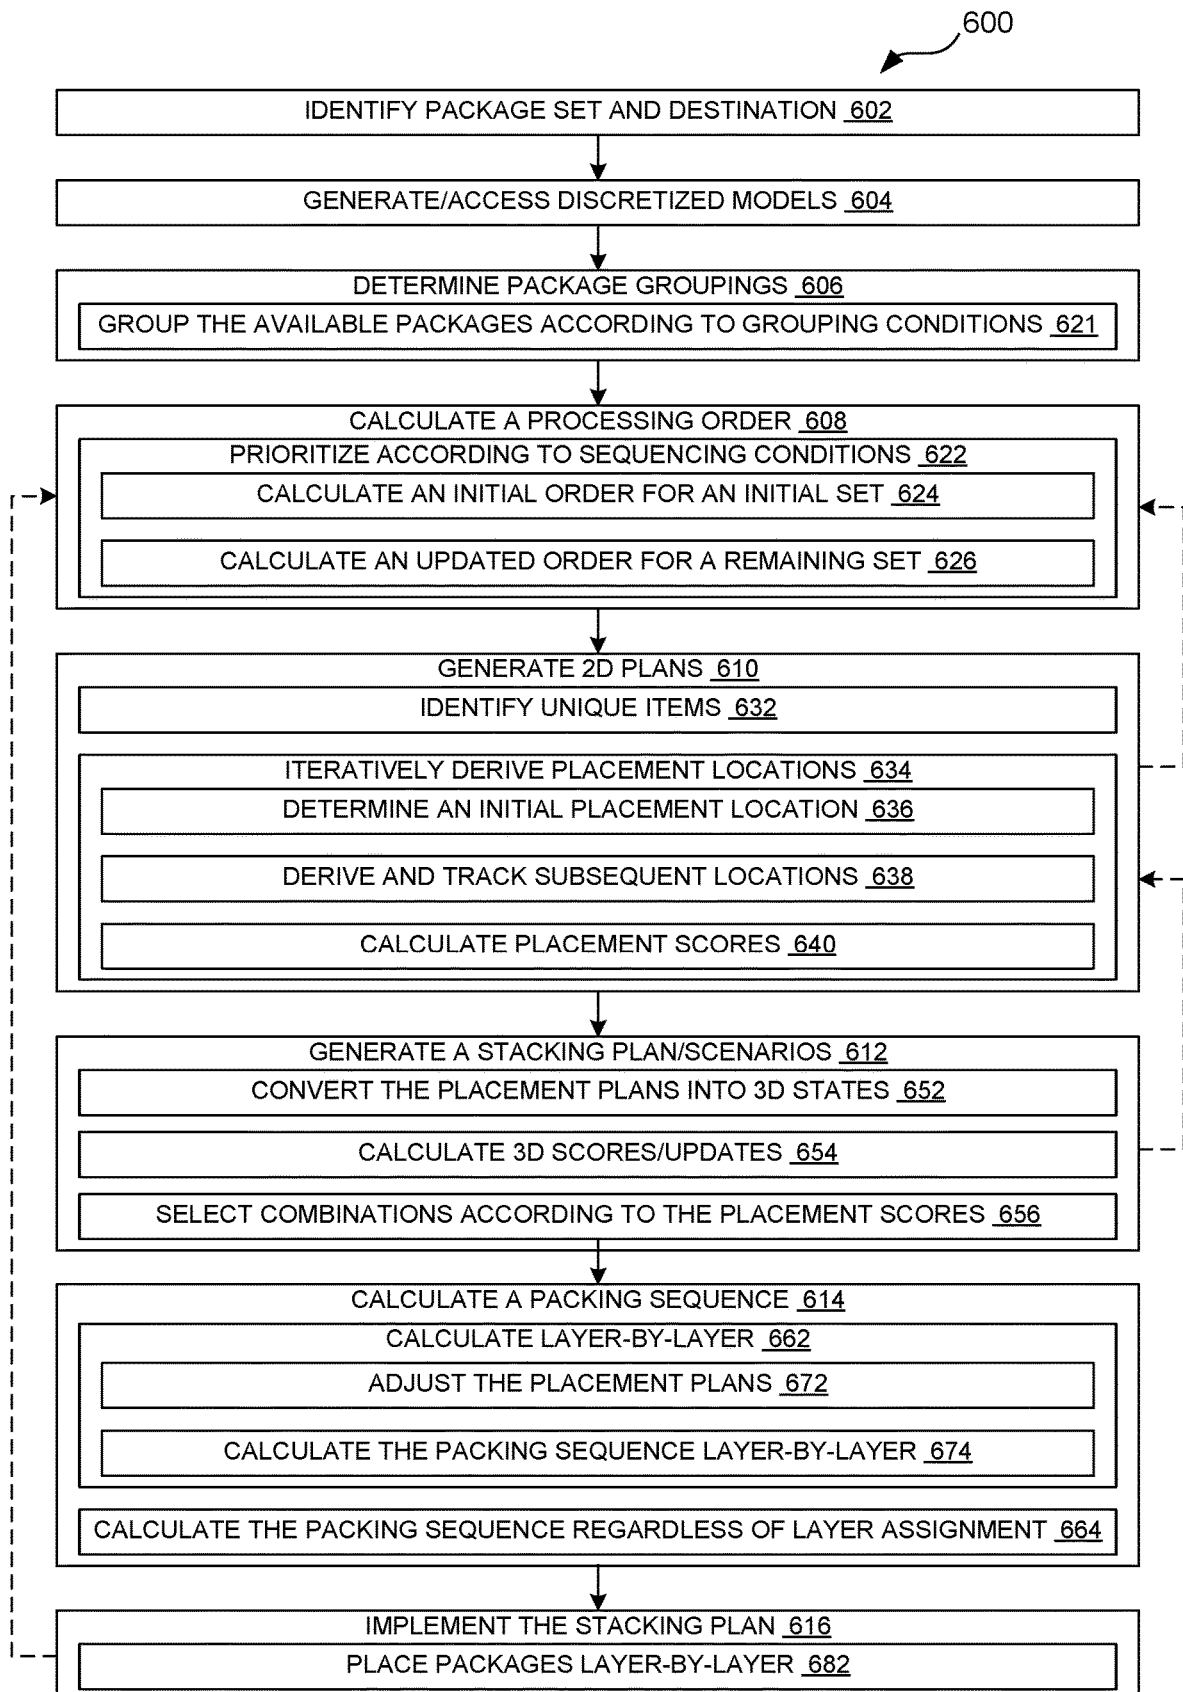 600
IDENTIFY PACKAGE SET AND DESTINATION 602
GENERATE/ACCESS DISCRETIZED MODELS 604
DETERMINE PACKAGE GROUPINGS 606
GROUP THE AVAILABLE PACKAGES ACCORDING TO GROUPING CONDITIONS 621
CALCULATE A PROCESSING ORDER 608
PRIORITIZE ACCORDING TO SEQUENCING CONDITIONS 622
CALCULATE AN INITIAL ORDER FOR AN INITIAL SET 624
CALCULATE AN UPDATED ORDER FOR A REMAINING SET 626
GENERATE 2D PLANS 610
IDENTIFY UNIQUE ITEMS 632
ITERATIVELY DERIVE PLACEMENT LOCATIONS 634
DETERMINE AN INITIAL PLACEMENT LOCATION 636
DERIVE AND TRACK SUBSEQUENT LOCATIONS 638
CALCULATE PLACEMENT SCORES 640
GENERATE A STACKING PLAN/SCENARIOS 612
CONVERT THE PLACEMENT PLANS INTO 3D STATES 652
CALCULATE 3D SCORES/UPDATES 654
SELECT COMBINATIONS ACCORDING TO THE PLACEMENT SCORES 656
CALCULATE A PACKING SEQUENCE 614
CALCULATE LAYER-BY-LAYER 662
ADJUST THE PLACEMENT PLANS 672
CALCULATE THE PACKING SEQUENCE LAYER-BY-LAYER 674
CALCULATE THE PACKING SEQUENCE REGARDLESS OF LAYER ASSIGNMENT 664
IMPLEMENT THE STACKING PLAN 616
PLACE PACKAGES LAYER-BY-LAYER 682